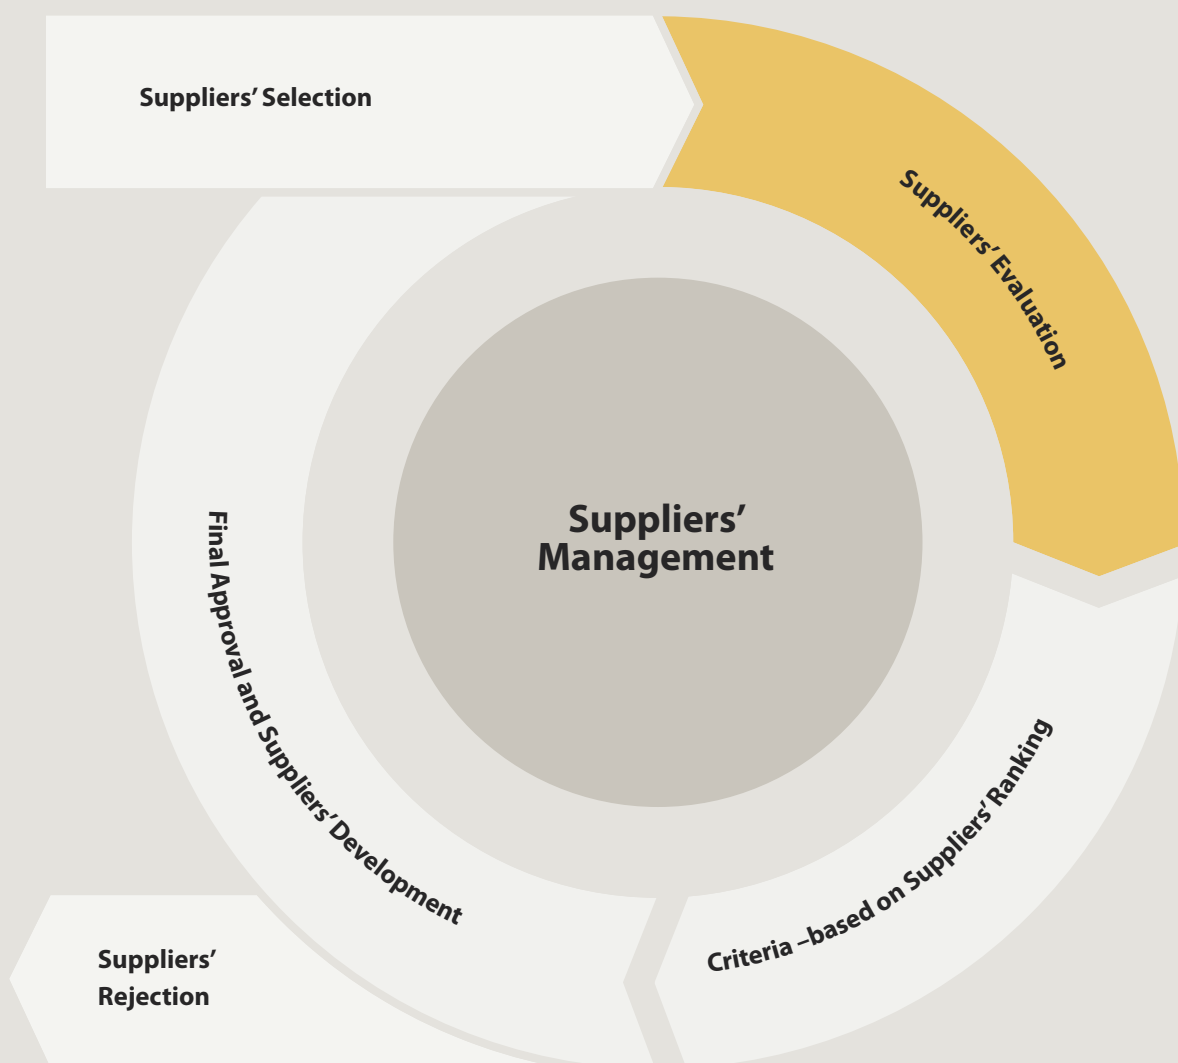 Suppliers’ Selection
Suppliers’ Evaluation
Suppliers’
Management
Criteria –based on Suppliers’ Ranking
Final Approval and Suppliers’ Development
Suppliers’
Rejection